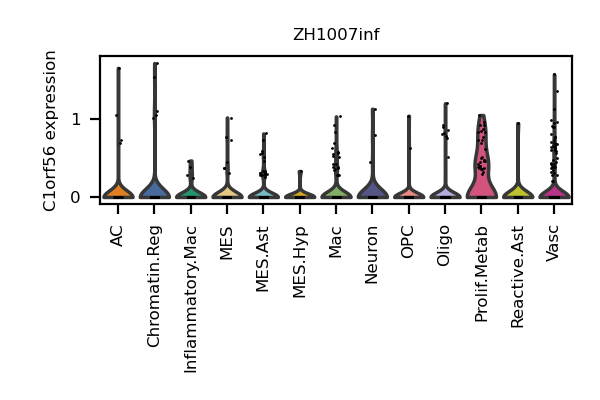 ZH1007inf
C1orf56 expression
1
0
AC
Chromatin.Reg
Inflammatory.Mac
MES
MES.Ast
MES.Hyp
Mac
Neuron
OPC
Oligo
Prolif.Metab
Reactive.Ast
Vasc